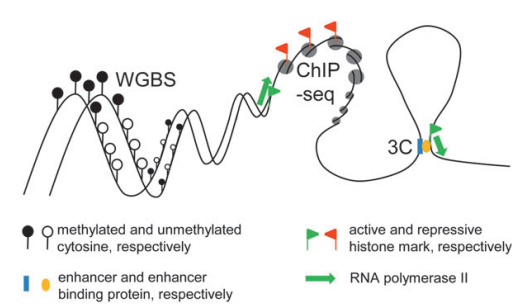 WGBS
ChIP
-seq
3C
methylated and unmethylated
cytosine, respectively
enhancer and enhancer
binding protein, respectively
active and repressive
histone mark, respectively
RNA polymerase II